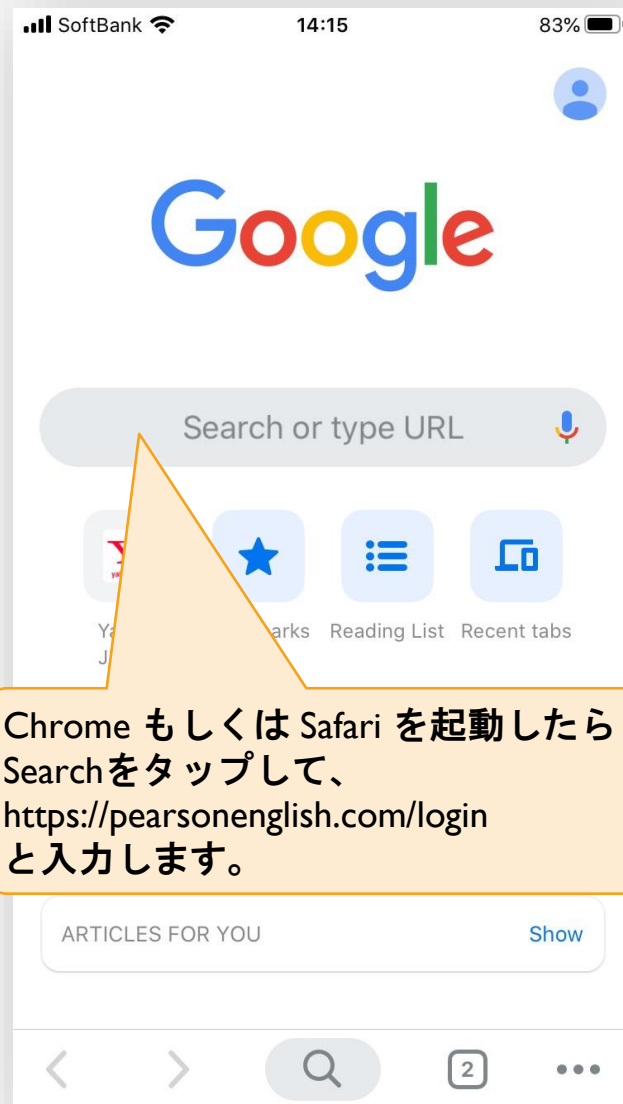 SoftBank 14:15 83%
Google
Search or type URL
arks Reading List Recent tabs
Chrome もしくは Safari を起動したら
Searchをタップして、
https://pearsonenglish.com/login
と入力します。
ARTICLES FOR YOU Show
2